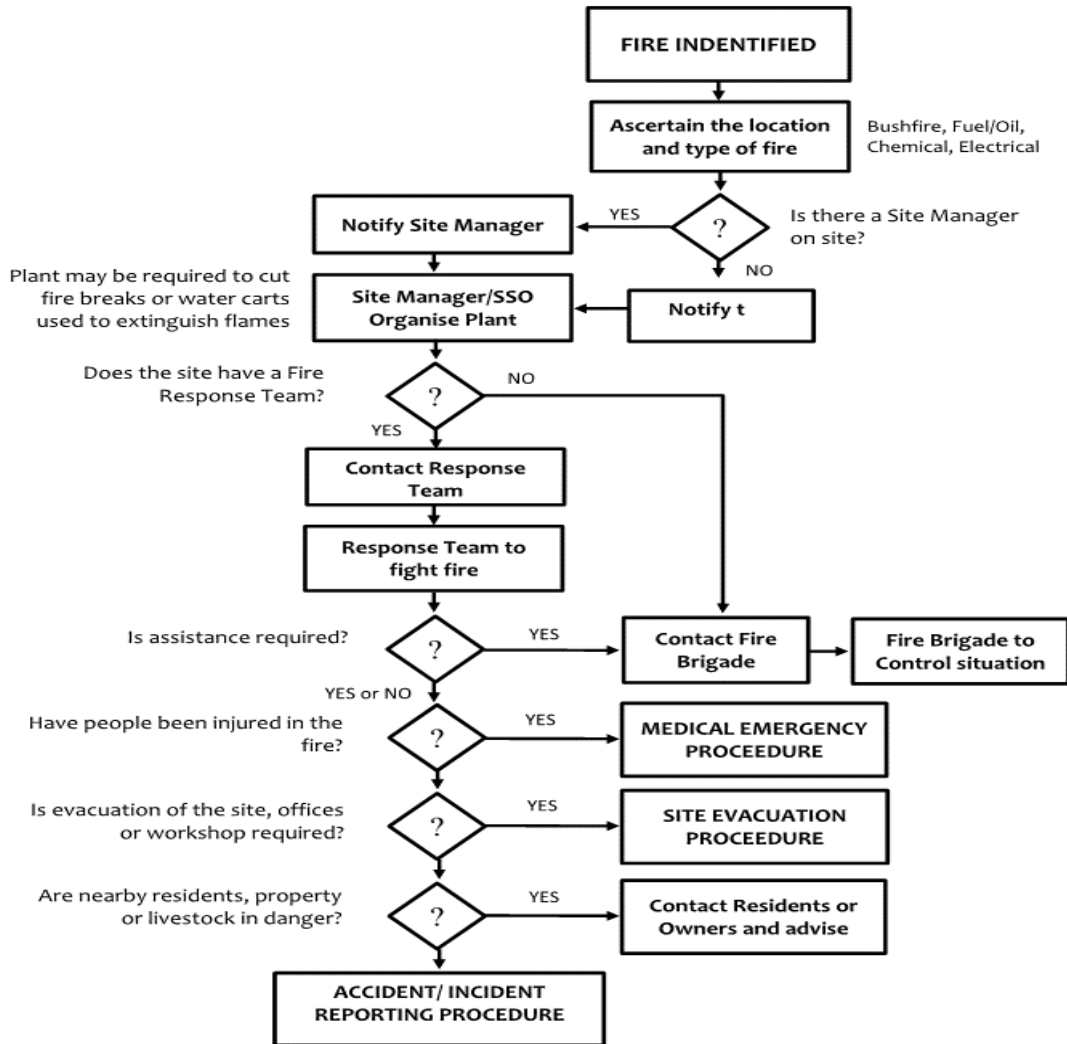 FIRE INDENTIFIED
Ascertain the location
and type of fire
Bushfire, Fuel/Oil,
Chemical, Electrical
Is there a Site Manager
on site?
?
YES
NO
Notify Site Manager
Notify t
Plant may be required to cut
fire breaks or water carts
used to extinguish flames
Site Manager/SSO
Organise Plant
Does the site have a Fire
Response Team?
?
NO
YES
Contact Response
Team
Response Team to
fight fire
Is assistance required?
?
YES
Contact Fire
Brigade
Fire Brigade to
Control situation
YES or NO
Have people been injured in the
fire?
?
YES
MEDICAL EMERGENCY
PROCEEDURE
Is evacuation of the site, offices
or workshop required?
?
YES
SITE EVACUATION
PROCEEDURE
Are nearby residents, property
or livestock in danger?
?
YES
Contact Residents or
Owners and advise
ACCIDENT/ INCIDENT
REPORTING PROCEDURE